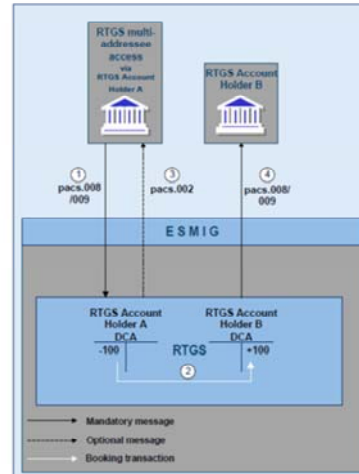 RTGS multi-
addressee
access
via
RTGS Account
Holder A
RTGS Account
Holder B
1
pacs.008
/009
3
pacs.002
4
pacs.008/
009
ESMIG
RTGS Account
Holder A
DCA
-100
RTGS
RTGS Account
Holder B
DCA
+100
2
Mandatory message
Optional message
Booking transaction